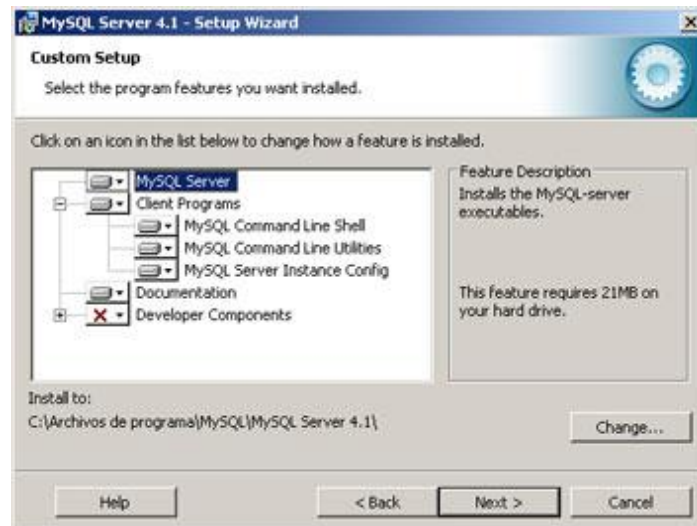 MySQL Server 4.1 - Setup Wizard
Custom Setup
Select the program features you want installed.
Click on an icon in the list below to change how a feature is installed.
MySQL Server
Client Programs
MySQL Command Line Shell
MySQL Command Line Utilities
MySQL Server Instance Config
Documentation
Developer Components
Feature Description
Installs the MySQL-server
executables.
This feature requires 21MB on
your hard drive.
Install to:
C:\Archivos de programa\MySQL\MySQL Server 4.1\
Change...
Help
< Back
Next >
Cancel